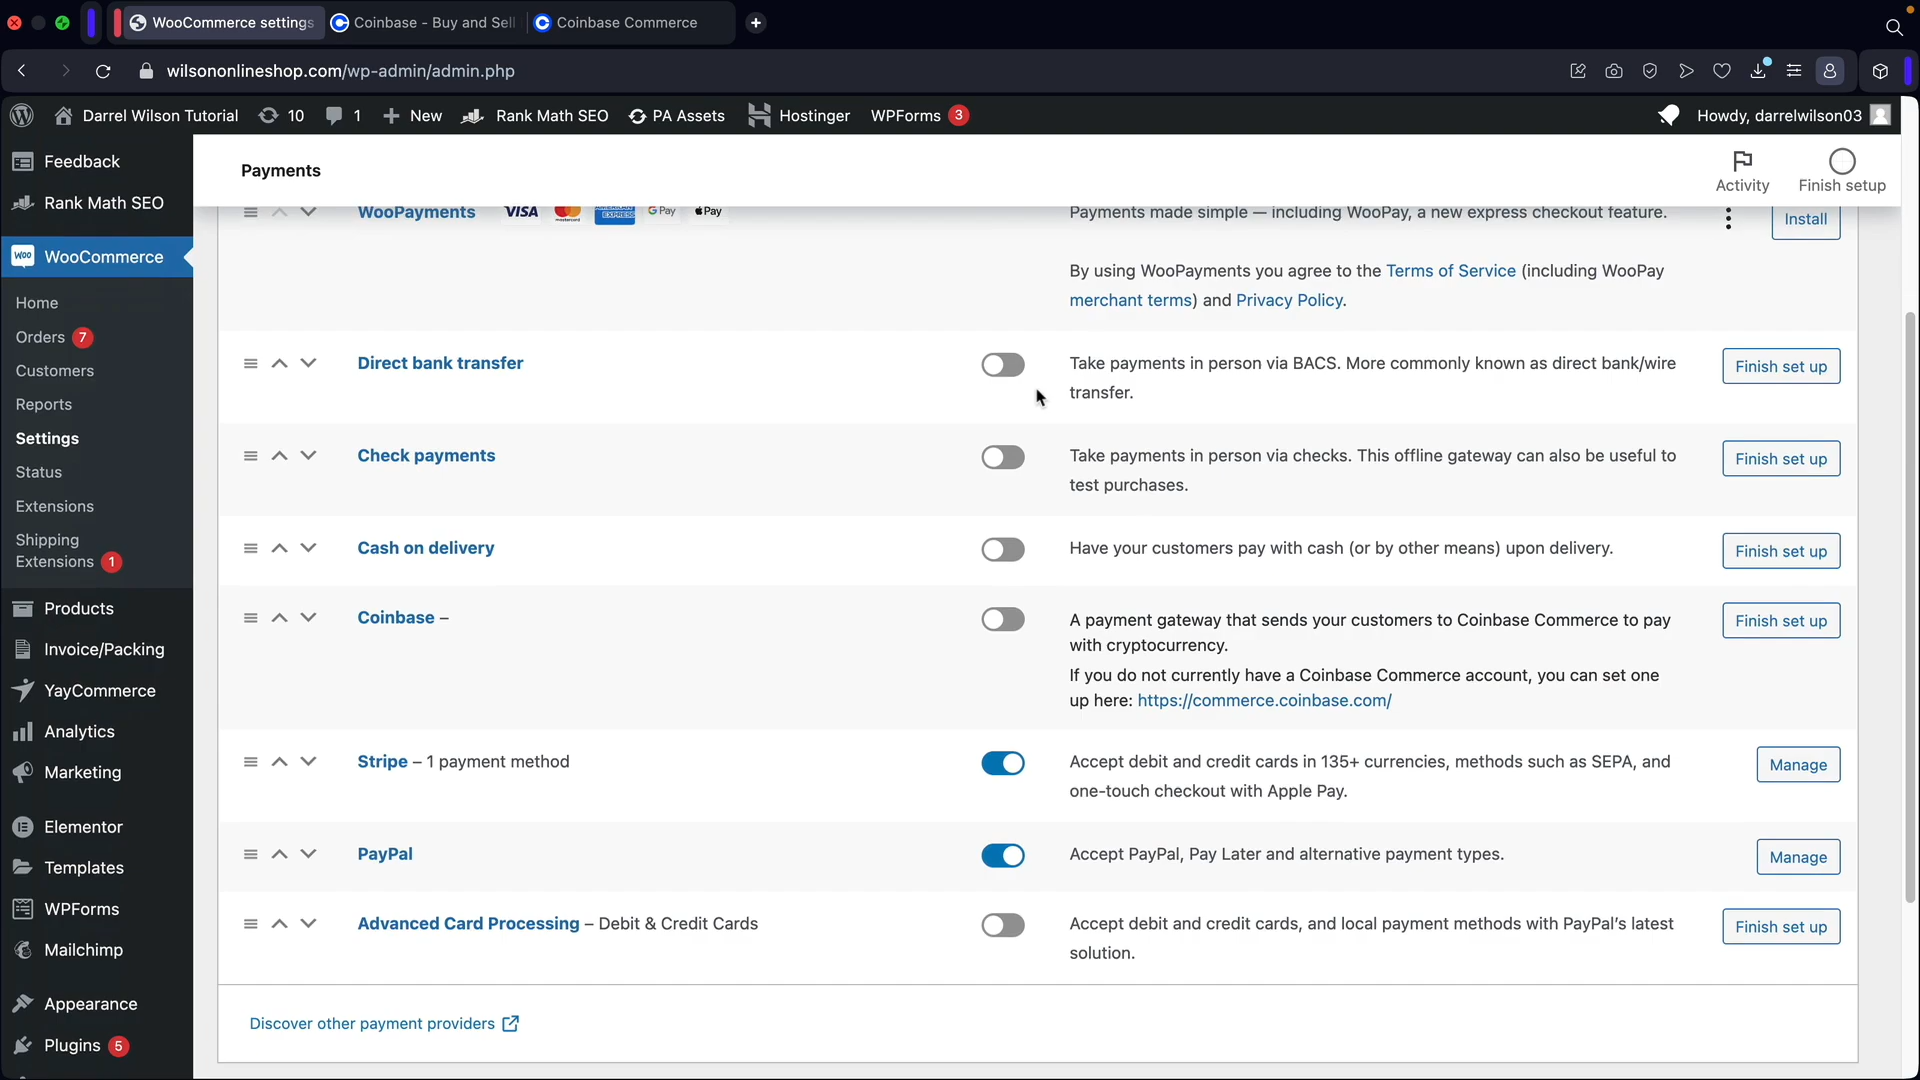 WooCommerce settings
Coinbase - Buy and Sell
Coinbase Commerce
wilsononlineshop.com/wp-admin/admin.php
Darrel Wilson Tutorial 10 1 New Rank Math SEO PA Assets Hostinger WPForms 3 Howdy, darrelwilson03
Feedback
Rank Math SEO
WooCommerce
Home
Orders 7
Customers
Reports
Settings
Status
Extensions
Shipping
Extensions 1
Products
Invoice/Packing
YayCommerce
Analytics
Marketing
Elementor
Templates
WPForms
Mailchimp
Appearance
Plugins 5
Payments
Activity
Finish setup
WooPayments VISA mastercard AMERICAN EXPRESS G Pay Pay
Payments made simple — including WooPay, a new express checkout feature.
Install
By using WooPayments you agree to the Terms of Service (including WooPay
merchant terms) and Privacy Policy.
Direct bank transfer
Take payments in person via BACS. More commonly known as direct bank/wire
transfer.
Finish set up
Check payments
Take payments in person via checks. This offline gateway can also be useful to
test purchases.
Finish set up
Cash on delivery
Have your customers pay with cash (or by other means) upon delivery.
Finish set up
Coinbase –
A payment gateway that sends your customers to Coinbase Commerce to pay
with cryptocurrency.
If you do not currently have a Coinbase Commerce account, you can set one
up here: https://commerce.coinbase.com/
Finish set up
Stripe – 1 payment method
Accept debit and credit cards in 135+ currencies, methods such as SEPA, and
one-touch checkout with Apple Pay.
Manage
PayPal
Accept PayPal, Pay Later and alternative payment types.
Manage
Advanced Card Processing – Debit & Credit Cards
Accept debit and credit cards, and local payment methods with PayPal's latest
solution.
Finish set up
Discover other payment providers